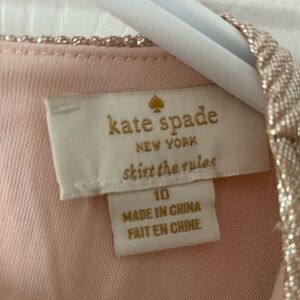 kate spade
NEW YORK
skirt the rules
10
MADE IN CHINA
FAIT EN CHINE